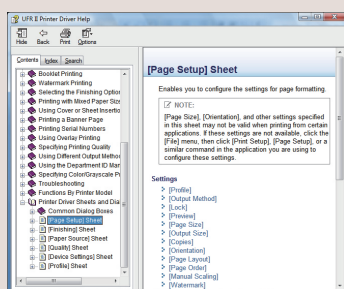 UFR II Printer Driver Help
Hide Back Print Options
Contents Index Search
Booklet Printing
Watermark Printing
Selecting the Finishing Option
Printing with Mixed Paper Size
Using Cover or Sheet Insertio
Printing a Banner Page
Printing Serial Numbers
Using Overlay Printing
Specifying Printing Quality
Using Different Output Method
Using the Department ID Man
Specifying Color/Grayscale Pr
Troubleshooting
Functions By Printer Model
Printer Driver Sheets and Dia
Common Dialog Boxes
[Page Setup] Sheet
[Finishing] Sheet
[Paper Source] Sheet
[Quality] Sheet
[Device Settings] Sheet
[Profile] Sheet
[Page Setup] Sheet
Enables you to configure the settings for page formatting.
NOTE:
[Page Size], [Orientation], and other settings specified
in this sheet may not be valid when printing from certain
applications. If these settings are not available, click the
[File] menu, then click [Print Setup], [Page Setup], or a
similar command in the application you are using to
configure these settings.
Settings
[Profile]
[Output Method]
[Lock]
[Preview]
[Page Size]
[Output Size]
[Copies]
[Orientation]
[Page Layout]
[Page Order]
[Manual Scaling]
[Watermark]